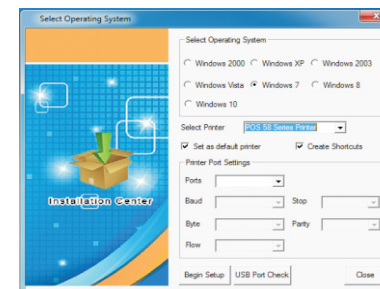 Select Operating System
Select Operating System
Windows 2000 Windows XP Windows 2003
Windows Vista Windows 7 Windows 8
Windows 10
Select Printer POS 58 Series Printer
Set as default printer Create Shortcuts
Printer Port Settings
Ports
Installation Center
Baud Stop
Byte Parity
Flow
Begin Setup USB Port Check Close